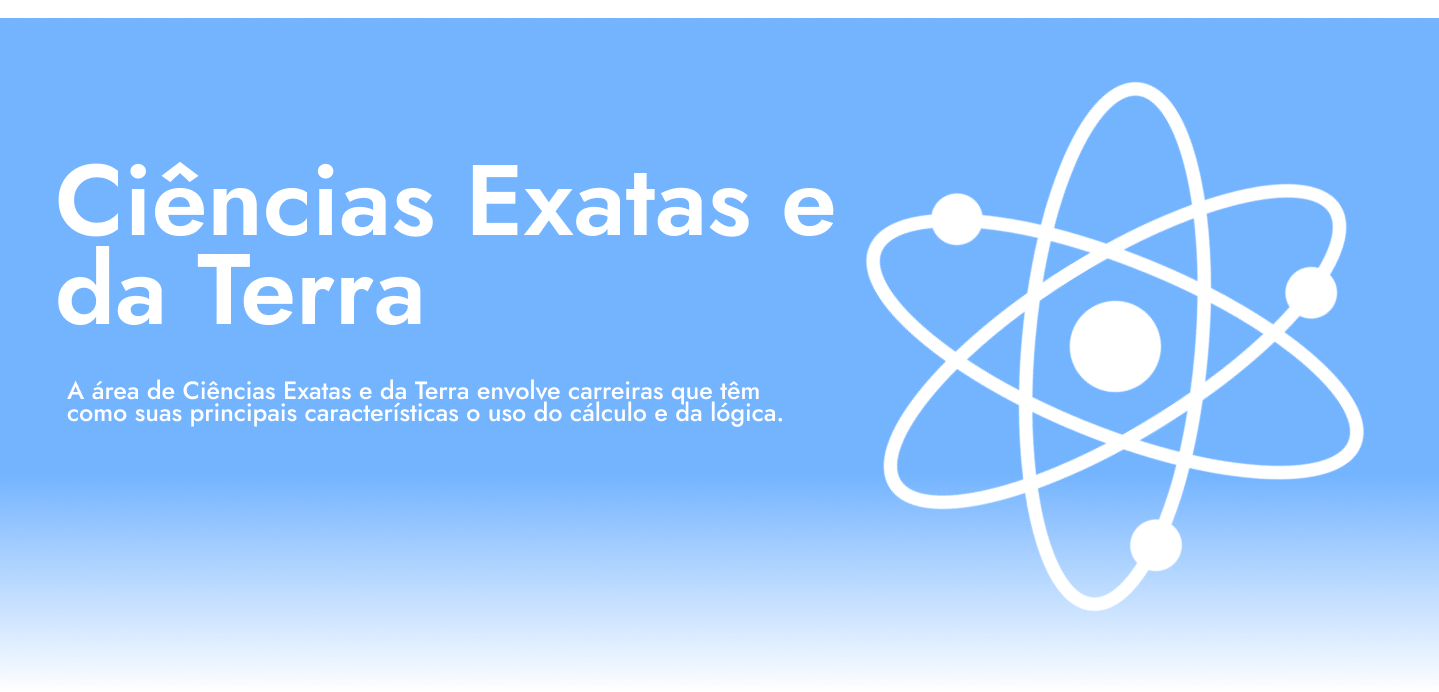 Ciências Exatas e
da Terra
A área de Ciências Exatas e da Terra envolve carreiras que têm
como suas principais características o uso do cálculo e da lógica.